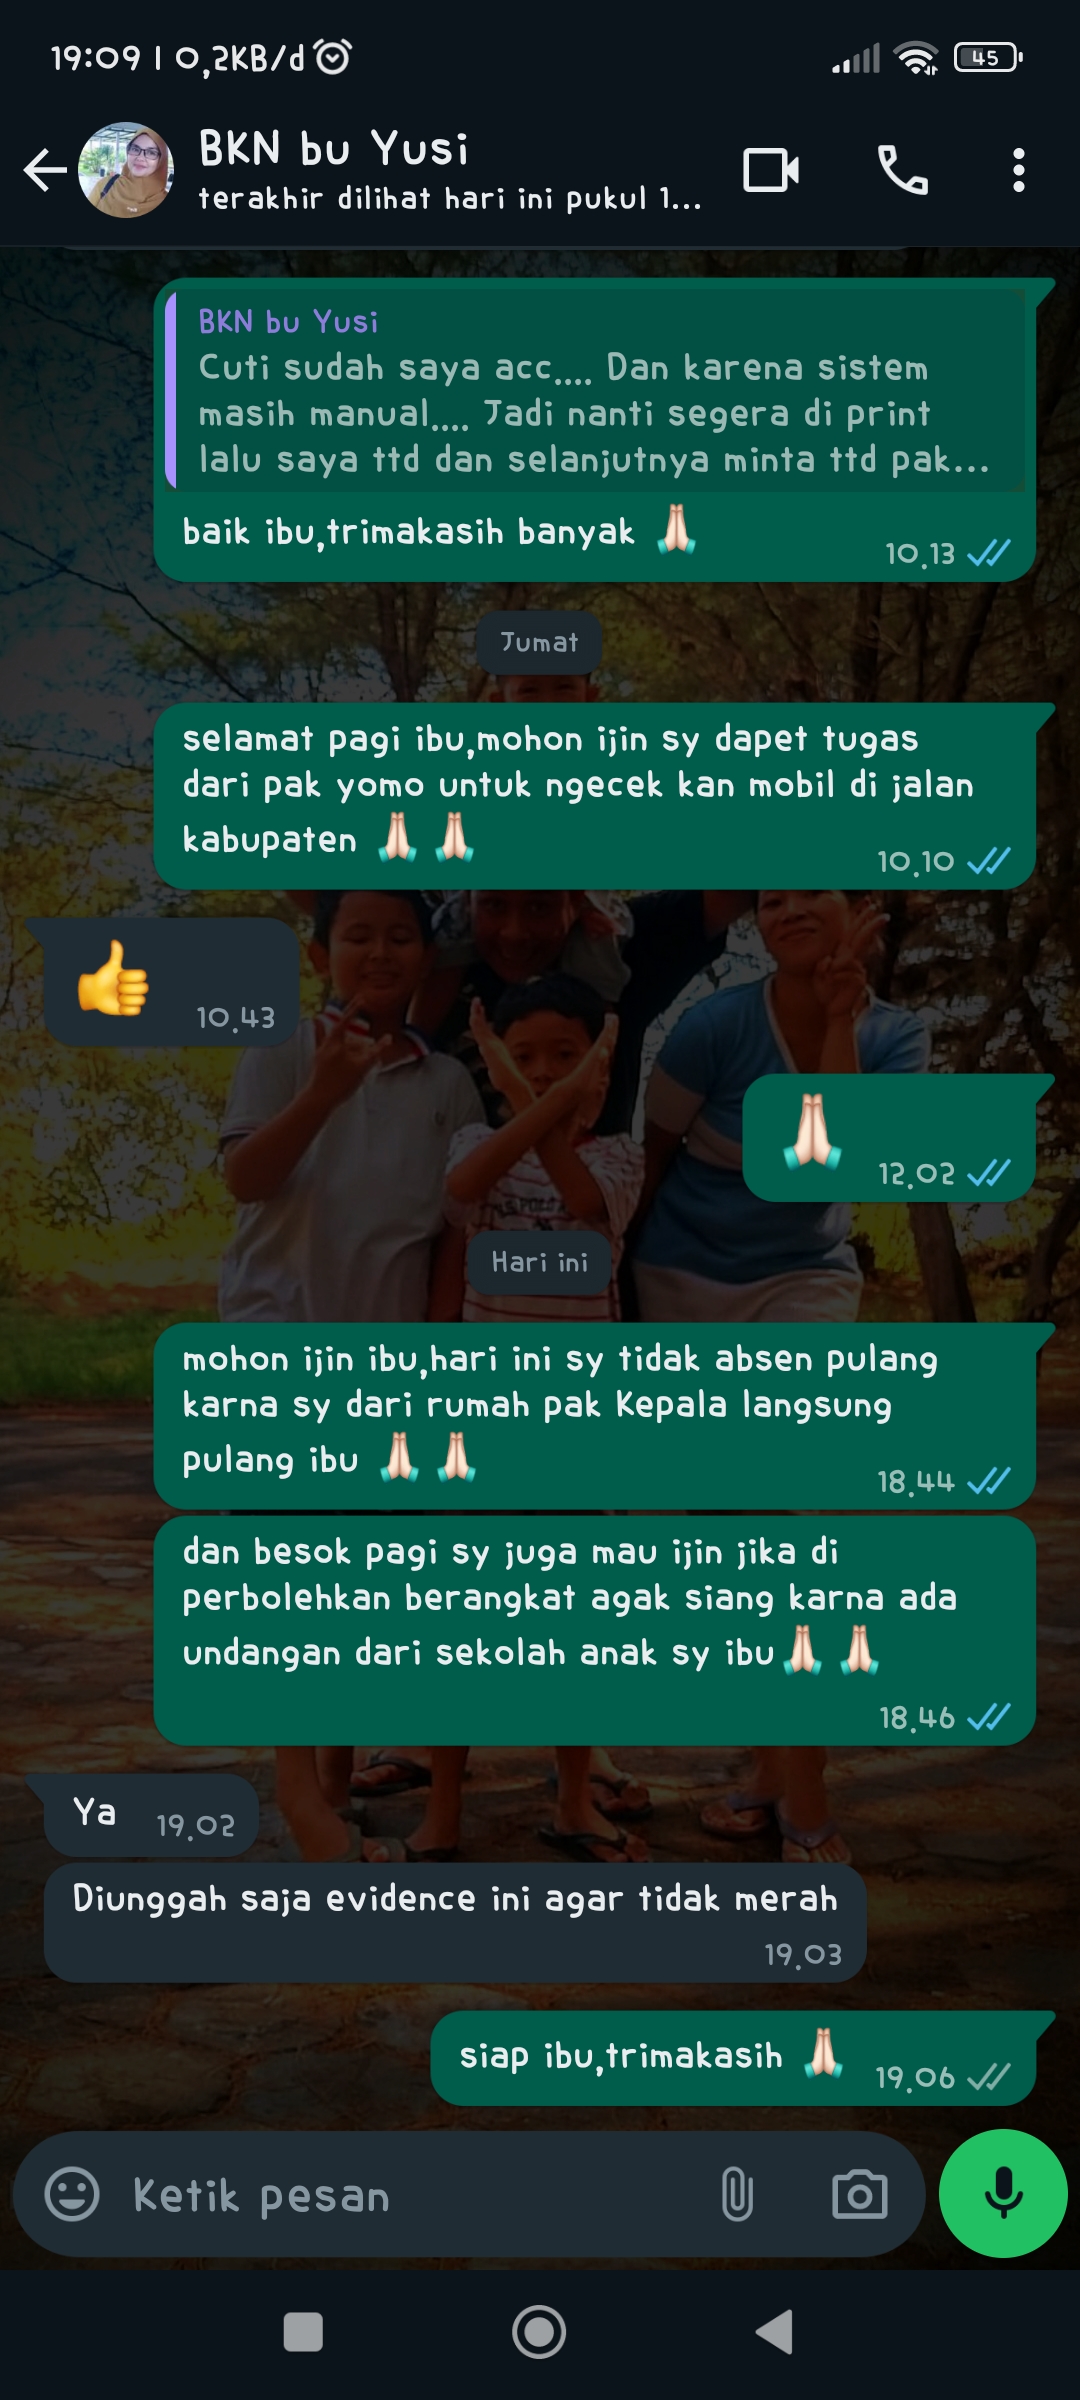 19:09 | 0,2KB/d
45
BKN bu Yusi
terakhir dilihat hari ini pukul 1...
BKN bu Yusi
Cuti sudah saya acc.... Dan karena sistem
masih manual.... Jadi nanti segera di print
lalu saya ttd dan selanjutnya minta ttd pak...
baik ibu,trimakasih banyak 🙏🏻
10.13
Jumat
selamat pagi ibu,mohon ijin sy dapet tugas
dari pak yomo untuk ngecek kan mobil di jalan
kabupaten 🙏🏻 🙏🏻
10.10
👍
10.43
🙏🏻
12.02
Hari ini
mohon ijin ibu,hari ini sy tidak absen pulang
karna sy dari rumah pak Kepala langsung
pulang ibu 🙏🏻 🙏🏻
18.44
dan besok pagi sy juga mau ijin jika di
perbolehkan berangkat agak siang karna ada
undangan dari sekolah anak sy ibu🙏🏻 🙏🏻
18.46
Ya
19.02
Diunggah saja evidence ini agar tidak merah
19.03
siap ibu,trimakasih 🙏🏻
19.06
Ketik pesan